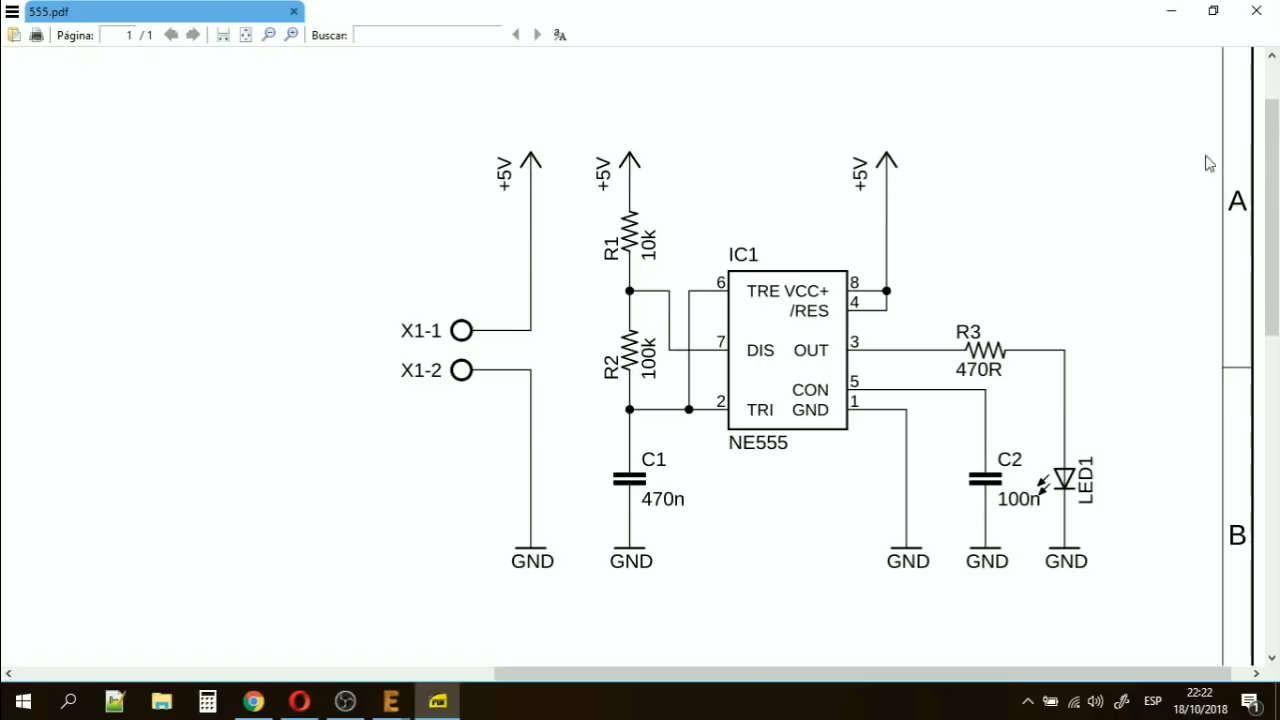 555.pdf
Página: 1 / 1 Buscar:
+5V
+5V
+5V
A
R1
10k
IC1
6 TRE VCC+ 8
/RES 4
X1-1
R2
100k
7 DIS OUT 3
R3
470R
X1-2
CON 5
2 TRI GND 1
NE555
C1
470n
C2
100n
LED1
B
GND
GND
GND
GND
GND
ESP
22:22
18/10/2018
1